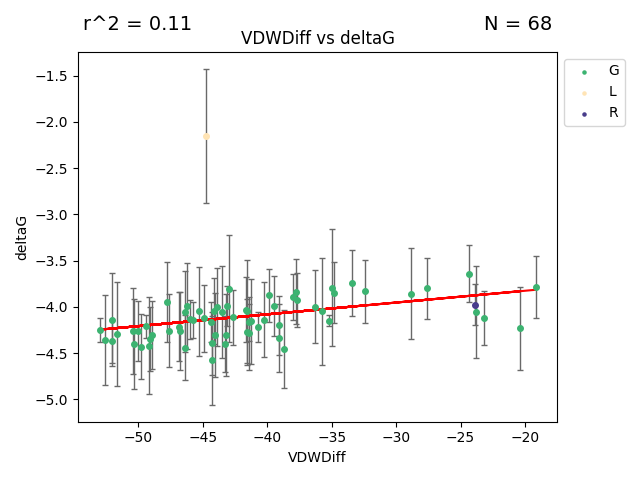 r^2 = 0.11
N = 68
VDWDiff vs deltaG
G
L
R
deltaG
−1.5
−2.0
−2.5
−3.0
−3.5
−4.0
−4.5
−5.0
−50
−45
−40
−35
−30
−25
−20
VDWDiff